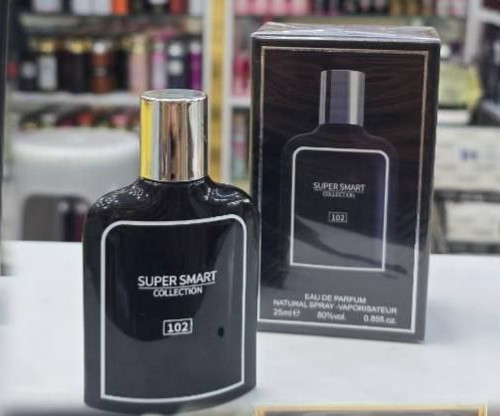 SUPER SMART
COLLECTION
102
SUPER SMART
COLLECTION
102
EAU DE PARFUM
NATURAL SPRAY - VAPORISATEUR
25ml ℮ 80%vol. 0.85fl.oz.